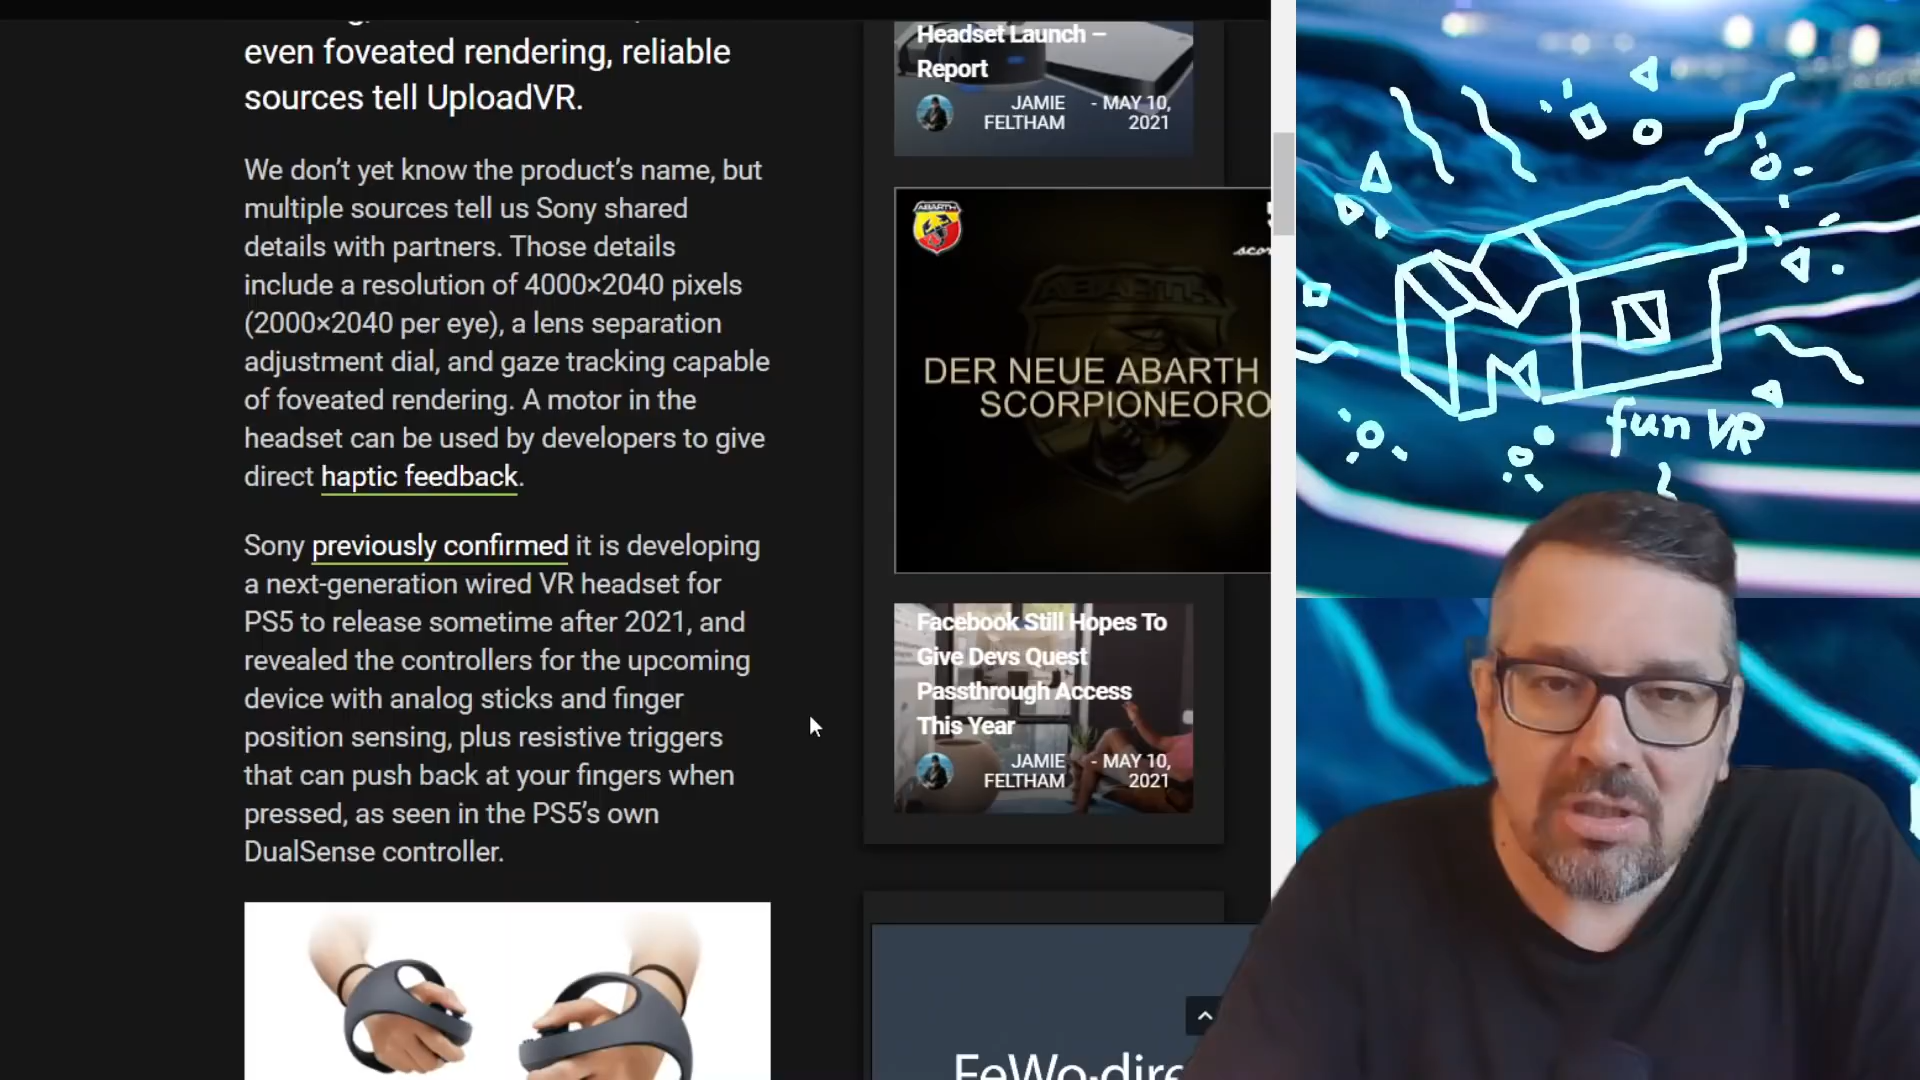 even foveated rendering, reliable
sources tell UploadVR.
We don’t yet know the product’s name, but
multiple sources tell us Sony shared
details with partners. Those details
include a resolution of 4000×2040 pixels
(2000×2040 per eye), a lens separation
adjustment dial, and gaze tracking capable
of foveated rendering. A motor in the
headset can be used by developers to give
direct haptic feedback.
Sony previously confirmed it is developing
a next-generation wired VR headset for
PS5 to release sometime after 2021, and
revealed the controllers for the upcoming
device with analog sticks and finger
position sensing, plus resistive triggers
that can push back at your fingers when
pressed, as seen in the PS5’s own
DualSense controller.
Headset Launch –
Report
JAMIE FELTHAM
- MAY 10, 2021
ABARTH
DER NEUE ABARTH
SCORPIONEORO
Facebook Still Hopes To
Give Devs Quest
Passthrough Access
This Year
JAMIE FELTHAM
- MAY 10, 2021
FeWo-dire
fun VR